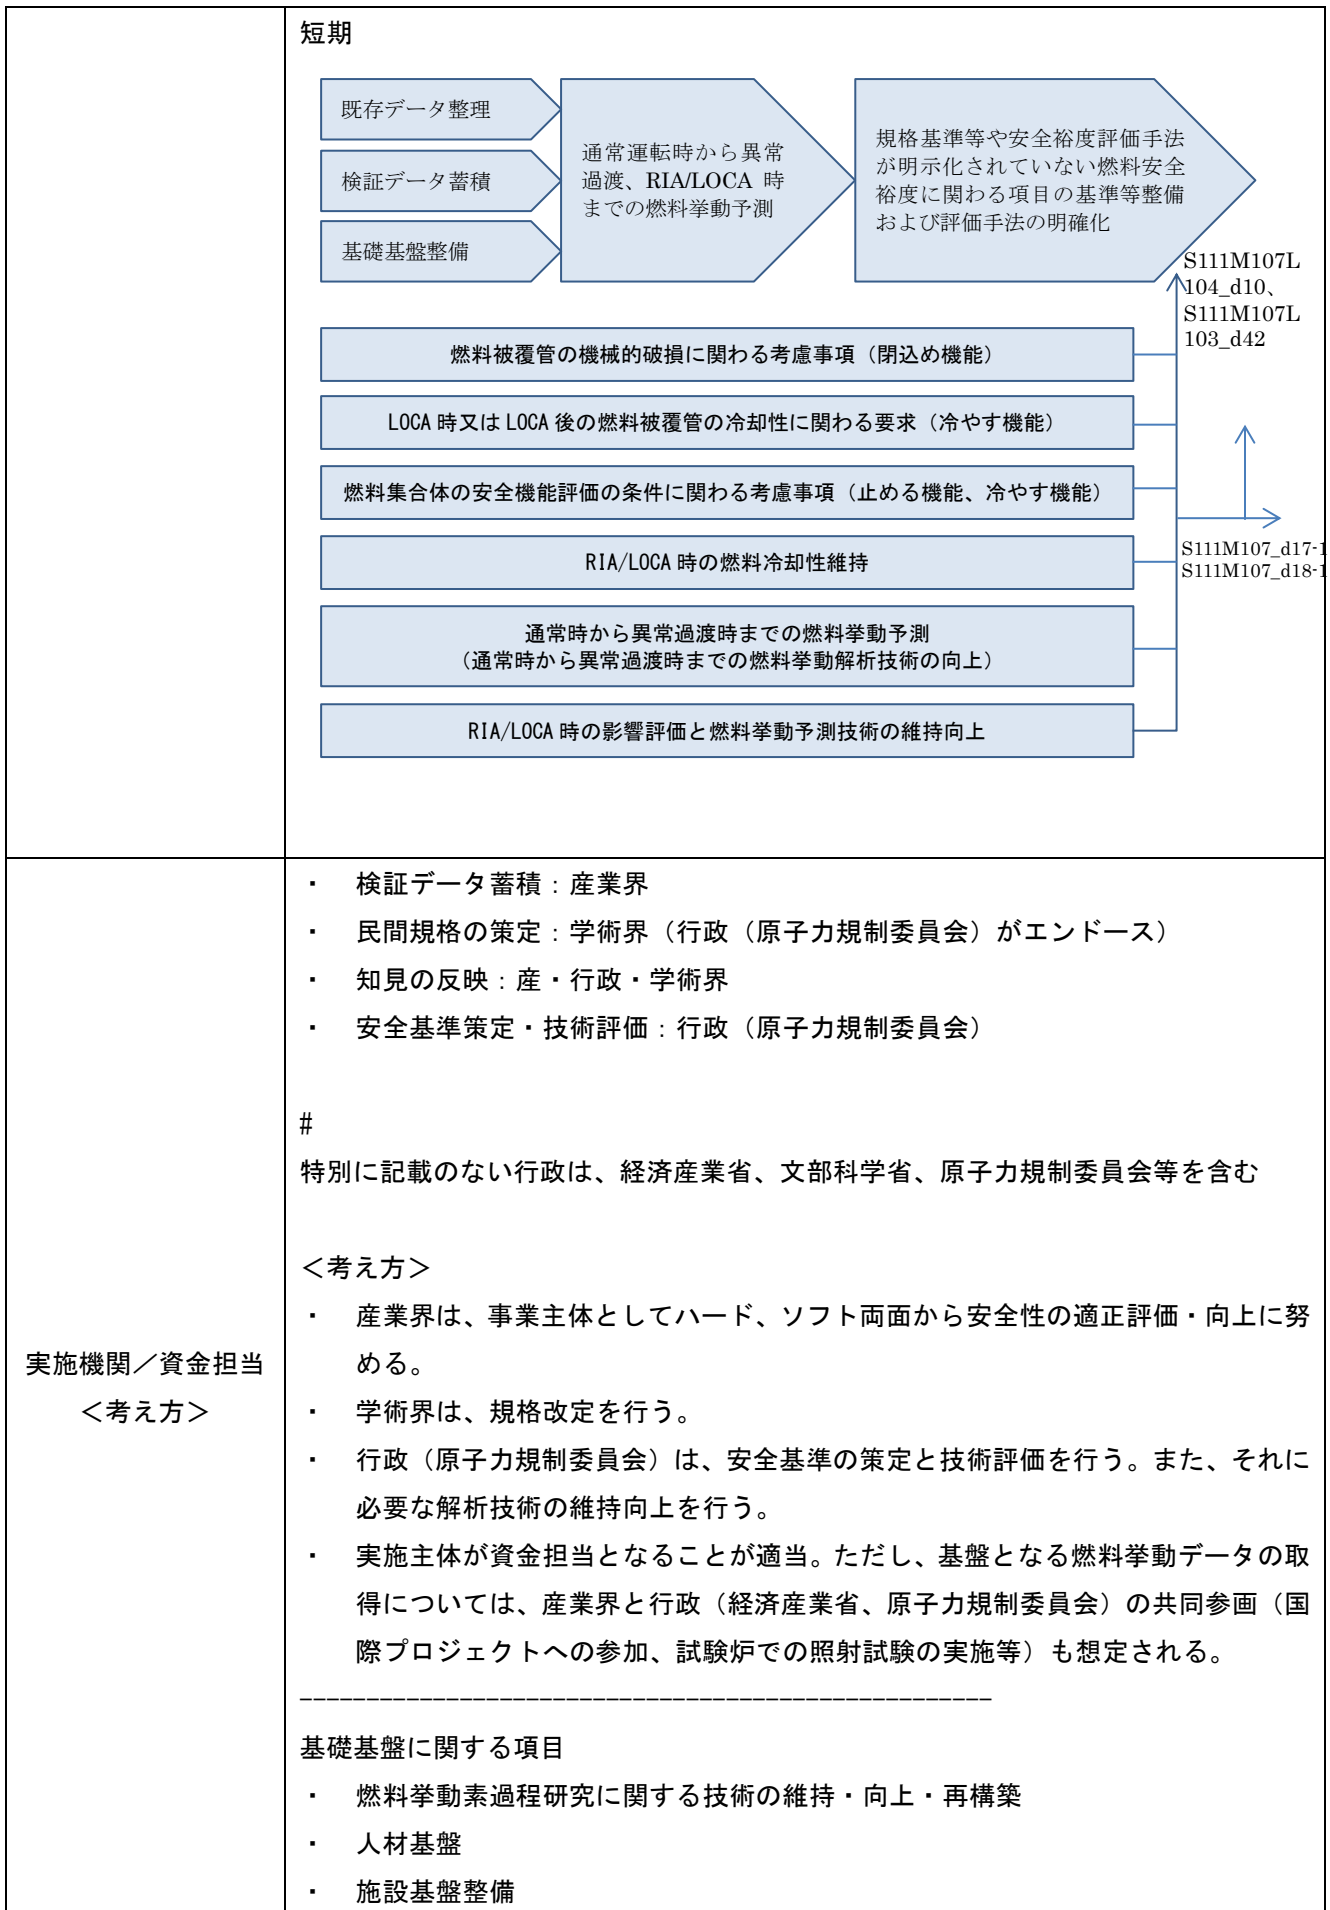 短期
既存データ整理
検証データ蓄積
基礎基盤整備
通常運転時から異常
過渡、RIA/LOCA 時
までの燃料挙動予測
規格基準等や安全裕度評価手法
が明示化されていない燃料安全
裕度に関わる項目の基準等整備
および評価手法の明確化
S111M107L
104_d10、
S111M107L
103_d42
燃料被覆管の機械的破損に関わる考慮事項（閉込め機能）
LOCA 時又は LOCA 後の燃料被覆管の冷却性に関わる要求（冷やす機能）
燃料集合体の安全機能評価の条件に関わる考慮事項（止める機能、冷やす機能）
RIA/LOCA 時の燃料冷却性維持
S111M107_d17-1
S111M107_d18-1
通常時から異常過渡時までの燃料挙動予測
（通常時から異常過渡時までの燃料挙動解析技術の向上）
RIA/LOCA 時の影響評価と燃料挙動予測技術の維持向上
実施機関／資金担当
＜考え方＞
・ 検証データ蓄積：産業界
・ 民間規格の策定：学術界（行政（原子力規制委員会）がエンドース）
・ 知見の反映：産・行政・学術界
・ 安全基準策定・技術評価：行政（原子力規制委員会）
#
特別に記載のない行政は、経済産業省、文部科学省、原子力規制委員会等を含む
＜考え方＞
・ 産業界は、事業主体としてハード、ソフト両面から安全性の適正評価・向上に努
める。
・ 学術界は、規格改定を行う。
・ 行政（原子力規制委員会）は、安全基準の策定と技術評価を行う。また、それに
必要な解析技術の維持向上を行う。
・ 実施主体が資金担当となることが適当。ただし、基盤となる燃料挙動データの取
得については、産業界と行政（経済産業省、原子力規制委員会）の共同参画（国
際プロジェクトへの参加、試験炉での照射試験の実施等）も想定される。
----------------------------------------------------
基礎基盤に関する項目
・ 燃料挙動素過程研究に関する技術の維持・向上・再構築
・ 人材基盤
・ 施設基盤整備